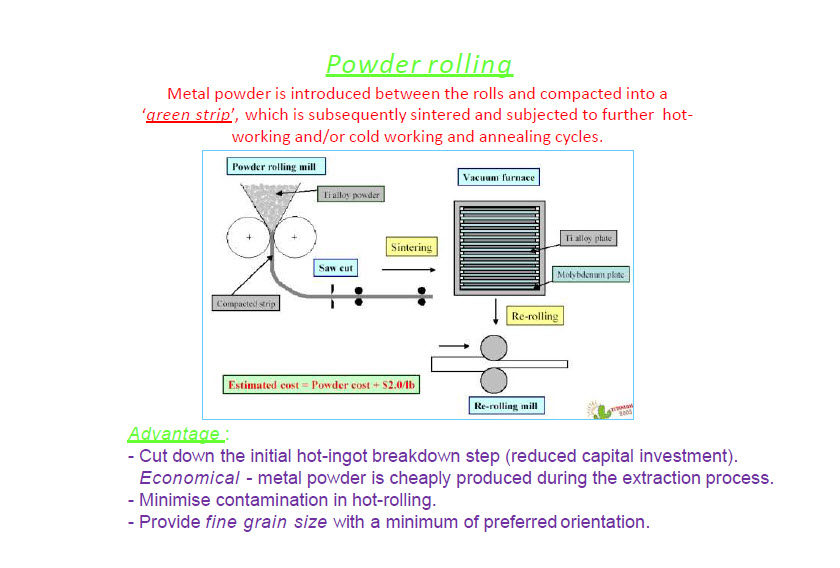 Powder rolling
Metal powder is introduced between the rolls and compacted into a
‘green strip’, which is subsequently sintered and subjected to further hot-
working and/or cold working and annealing cycles.
Powder rolling mill
Ti alloy powder
Vacuum furnace
Ti alloy plate
Sintering
Saw cut
Molybdenum plate
Compacted strip
Re-rolling
Estimated cost = Powder cost + $2.0/lb
Re-rolling mill
Advantage :
- Cut down the initial hot-ingot breakdown step (reduced capital investment).
Economical - metal powder is cheaply produced during the extraction process.
- Minimise contamination in hot-rolling.
- Provide fine grain size with a minimum of preferred orientation.